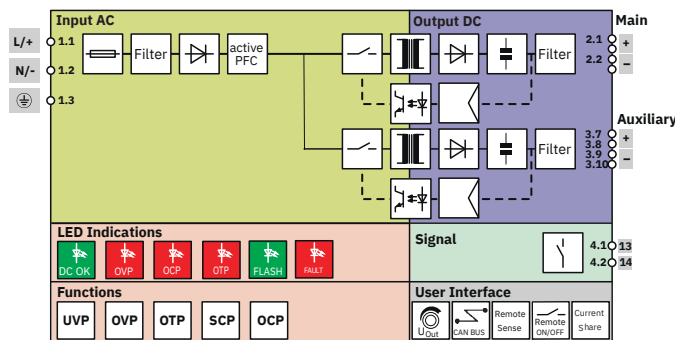 Input AC
Output DC
Main
L/+
1.1
Filter
active
PFC
Filter
2.1
+
2.2
−
N/-
1.2
1.3
Auxiliary
Filter
3.7
+
3.8
3.9
−
3.10
LED Indications
DC OK
OVP
OCP
OTP
FLASH
FAULT
Signal
4.1
13
4.2
14
Functions
UVP
OVP
OTP
SCP
OCP
User Interface
UOut
CAN BUS
Remote
Sense
Remote
ON/OFF
Current
Share